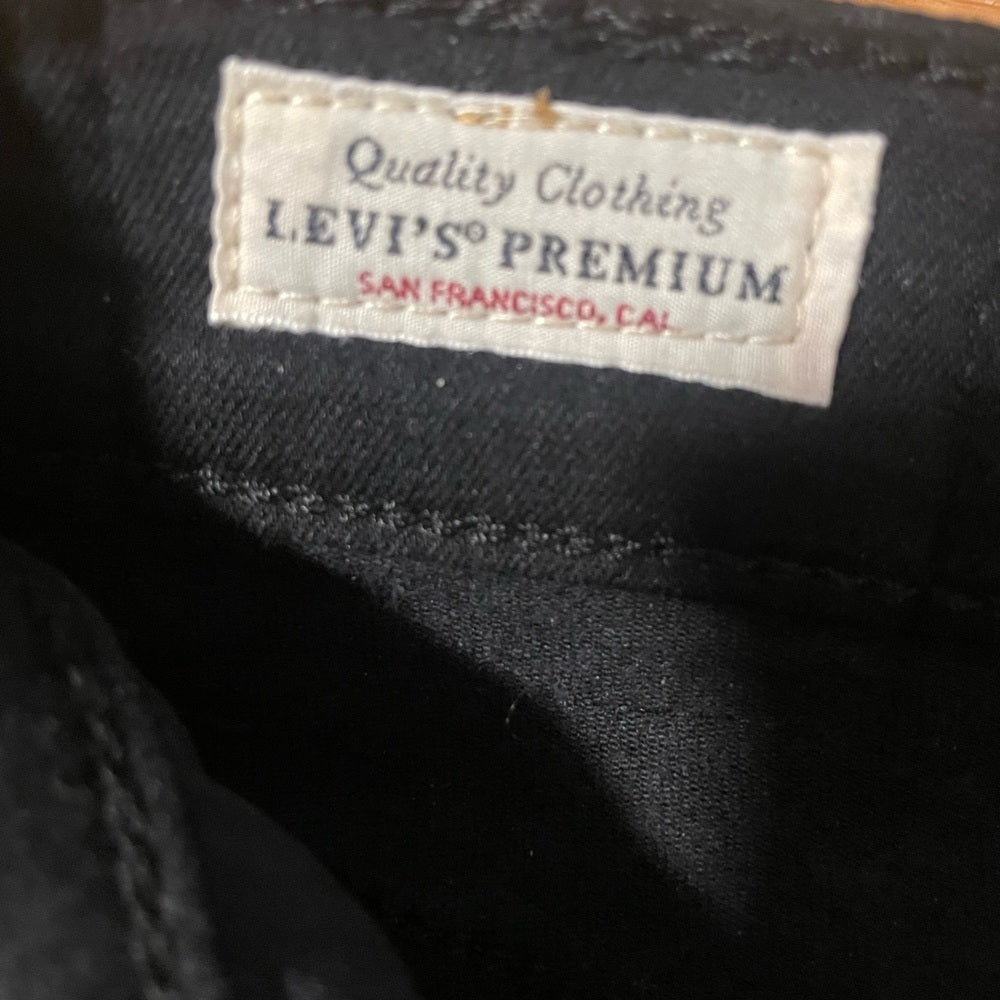 Quality Clothing
LEVI'S® PREMIUM
SAN FRANCISCO, CAL.